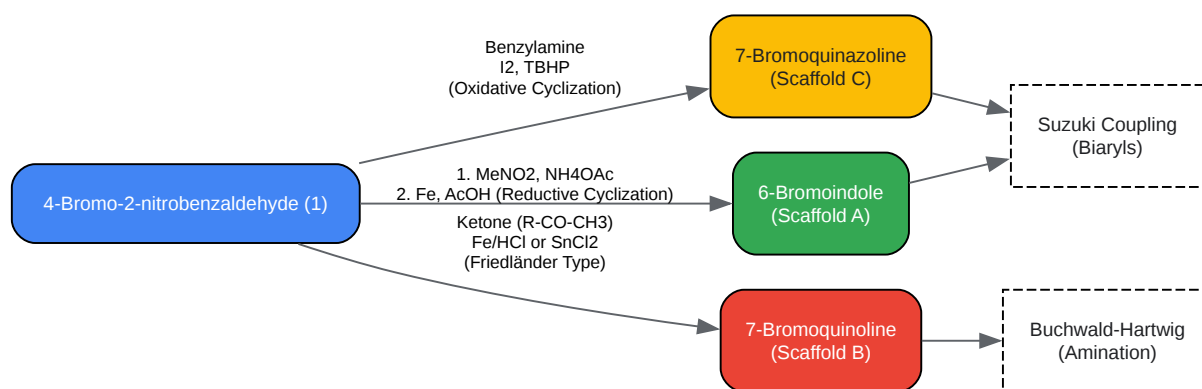 Benzylamine
I2, TBHP
(Oxidative Cyclization)
7-Bromoquinazoline
(Scaffold C)
Suzuki Coupling
(Biaryls)
4-Bromo-2-nitrobenzaldehyde (1)
1. MeNO2, NH4OAc
2. Fe, AcOH (Reductive Cyclization)
6-Bromoindole
(Scaffold A)
Ketone (R-CO-CH3)
Fe/HCl or SnCl2
(Friedländer Type)
7-Bromoquinoline
(Scaffold B)
Buchwald-Hartwig
(Amination)